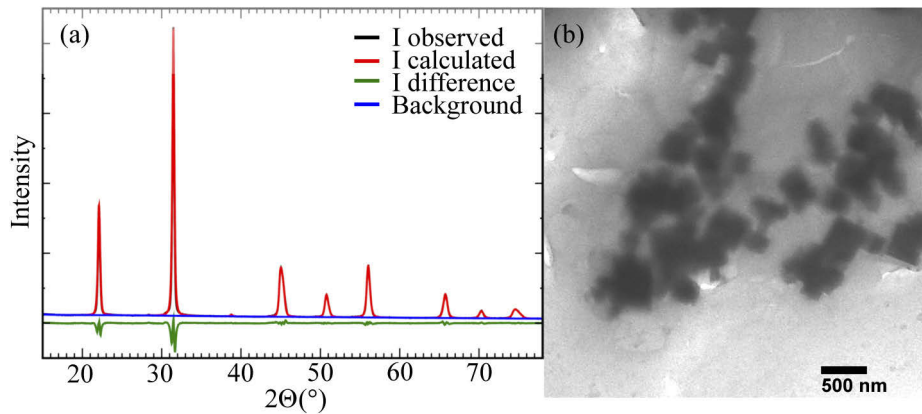 (a)
I observed
I calculated
I difference
Background
Intensity
20 30 40 50 60 70
2Θ(°)
(b)
500 nm